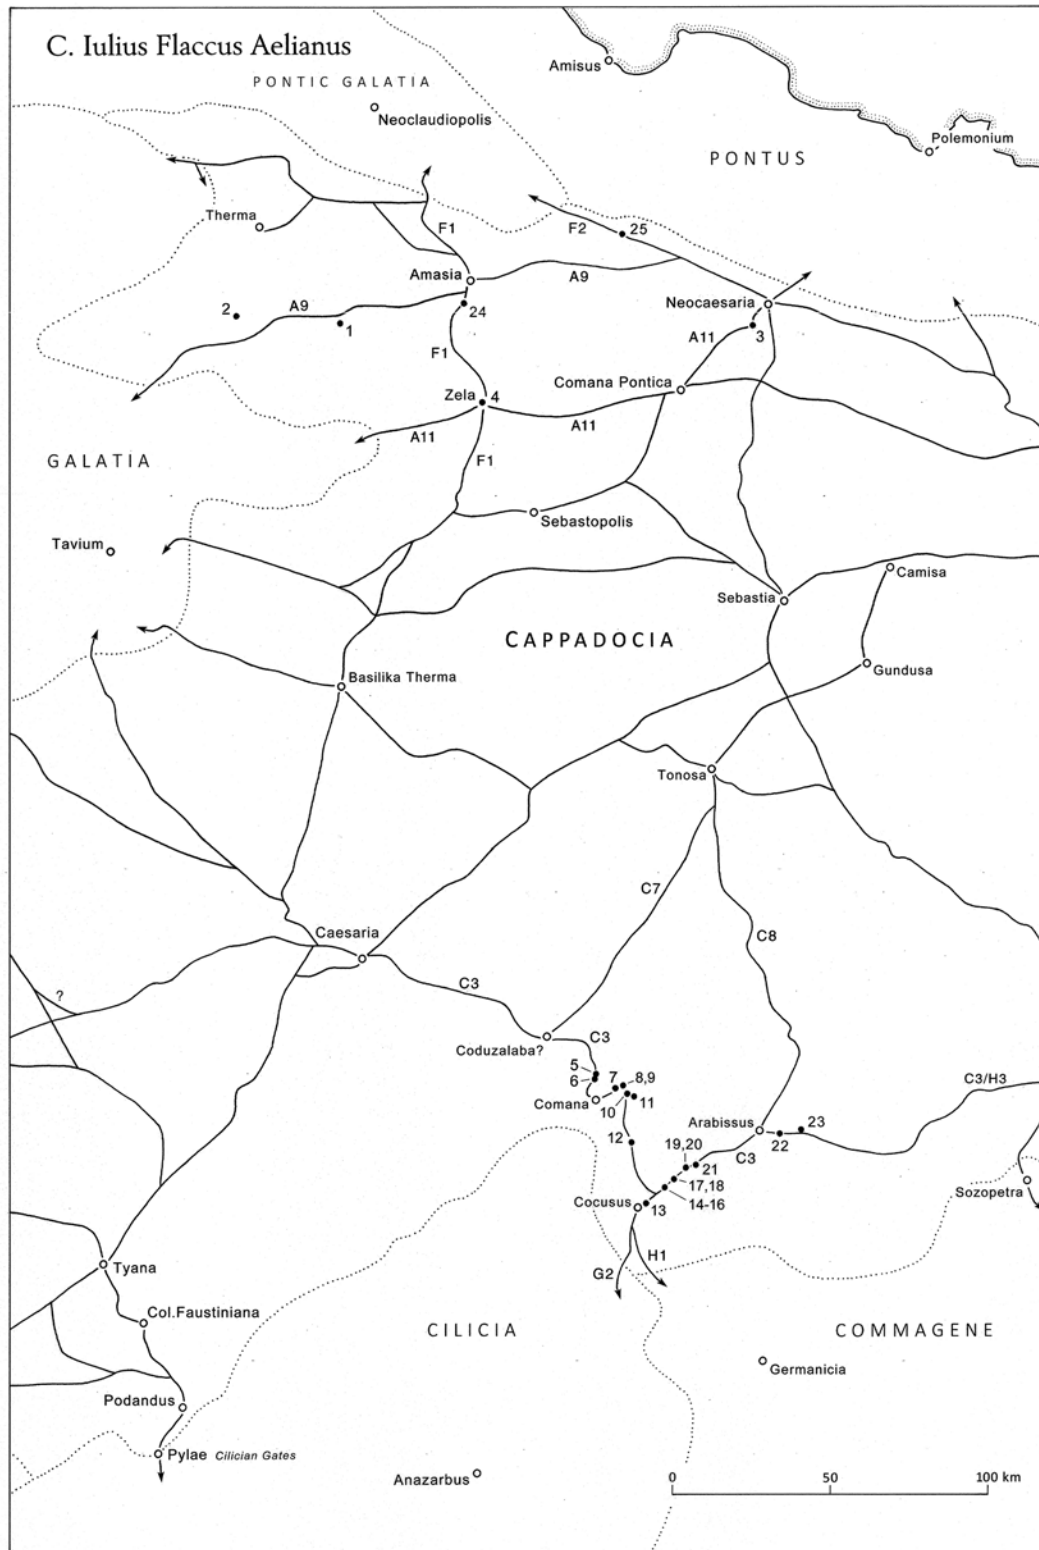 C. Iulius Flaccus Aelianus
Amisus
PONTIC GALATIA
Neoclaudiopolis
Polemonium
PONTUS
Therma
F1
F2
25
Amasia
A9
Neocaesaria
2
A9
1
24
3
A11
F1
Comana Pontica
Zela
4
A11
A11
F1
GALATIA
Sebastopolis
Tavium
Camisa
Sebastia
CAPPADOCIA
Gundusa
Basilika Therma
Tonosa
C7
Caesaria
C8
C3
?
C3
Coduzalaba?
5
6
7
8,9
C3/H3
Comana
10
11
Arabissus
23
12
22
19,20
C3
21
17,18
Sozopetra
Cocusus
13
14-16
H1
Tyana
G2
Col.Faustiniana
CILICIA
COMMAGENE
Germanicia
Podandus
Pylae Cilician Gates
Anazarbus
0
50
100 km